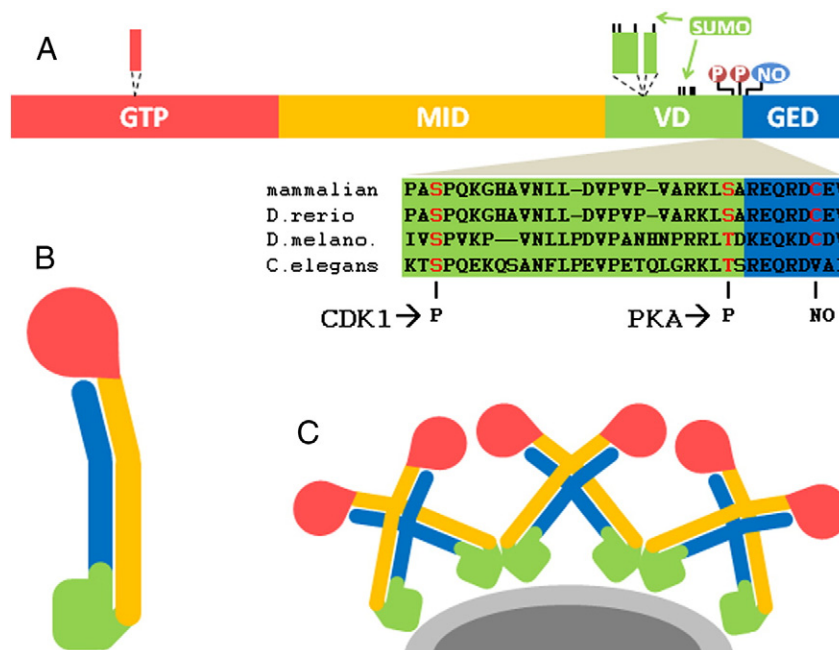 A
SUMO
P P NO
GTP MID VD GED
mammalian PASPQKGHAVNLL-DVPVP-VARKLSAREQRDCEV
D.rerio PASPQKGHAVNLL-DVPVP-VARKLSAREQRDCEV
D.melano. IVSPVKP--VNLLPDVPANHNPRRLTDKEQKDCDV
C.elegans KTSPQEKQSANFLPEVPETQLGRKLTSREQRDVAI
CDK1→ P PKA→ P NO
B
C